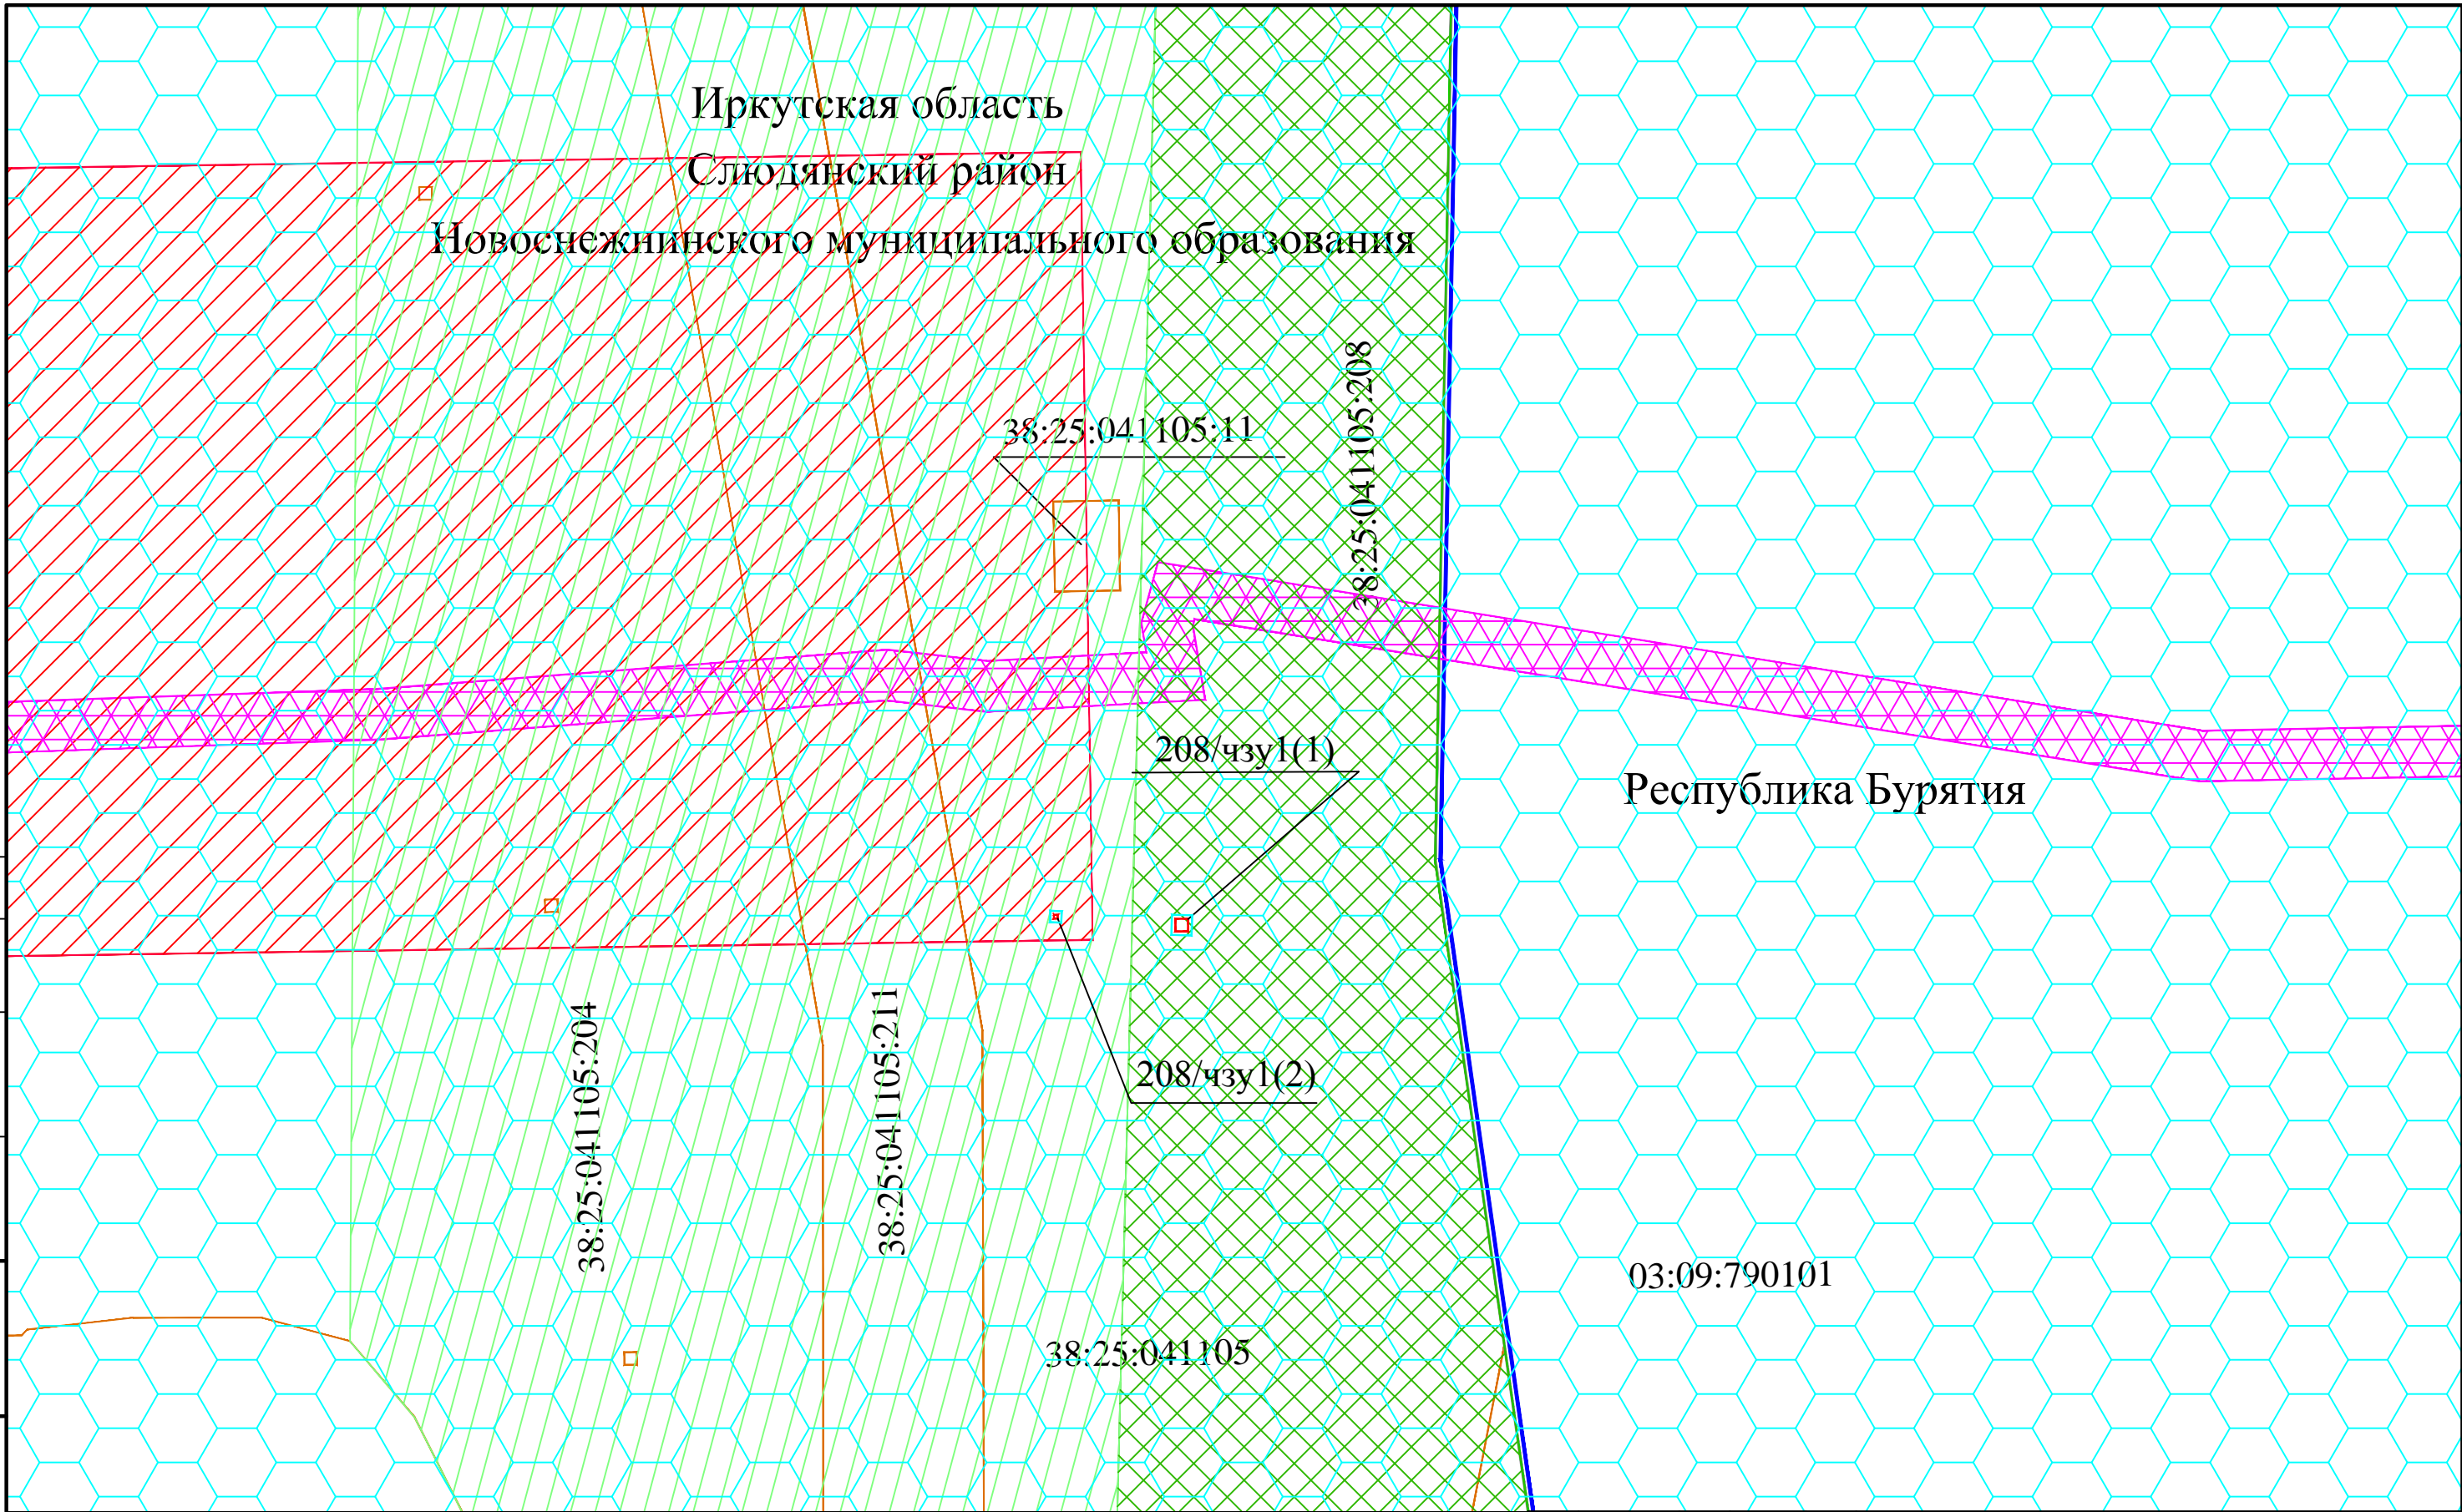 Иркутская область
Слюдянский район
Новоснежнинского муниципального образования
38:25:041105:11
38:25:041105:208
208/чзу1(1)
Республика Бурятия
38:25:041105:204
38:25:041105:211
208/чзу1(2)
03:09:790101
38:25:041105